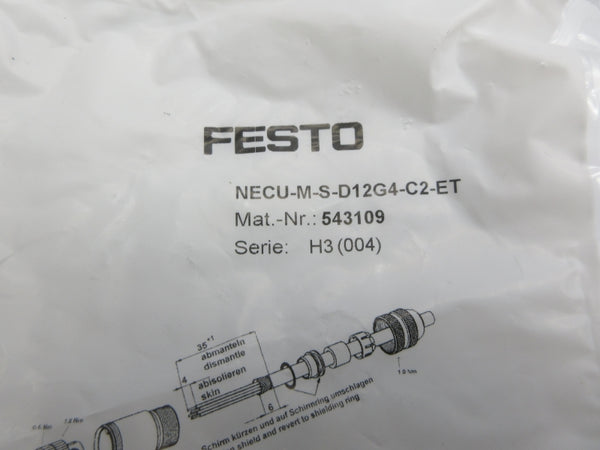 FESTO
NECU-M-S-D12G4-C2-ET
Mat.-Nr.: 543109
Serie: H3 (004)
35 +1
abmanteln
dismantle
4
abisolieren
skin
6
Schirm kürzen und auf Schirmring umschlagen
shield and revert to shielding ring